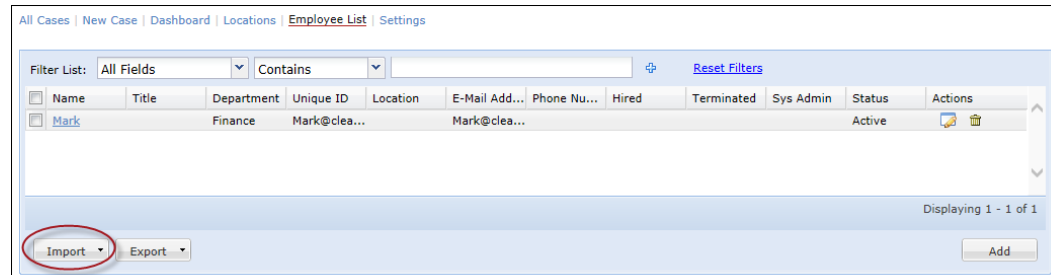 All Cases | New Case | Dashboard | Locations | Employee List | Settings
Filter List: All Fields Contains Reset Filters
Name Title Department Unique ID Location E-Mail Add... Phone Nu... Hired Terminated Sys Admin Status Actions
Mark Finance Mark@clea... Mark@clea... Active
Displaying 1 - 1 of 1
Import Export Add